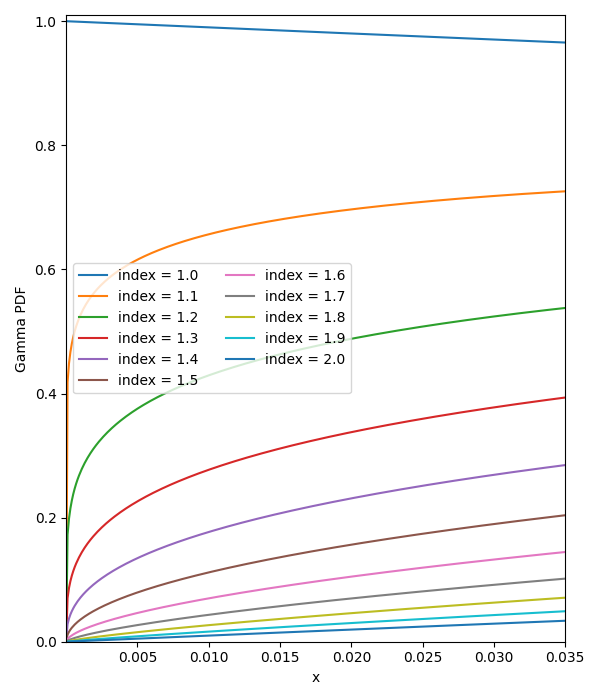 1.0
0.8
0.6
0.4
0.2
0.0
Gamma PDF
index = 1.0
index = 1.1
index = 1.2
index = 1.3
index = 1.4
index = 1.5
index = 1.6
index = 1.7
index = 1.8
index = 1.9
index = 2.0
0.005 0.010 0.015 0.020 0.025 0.030 0.035
x